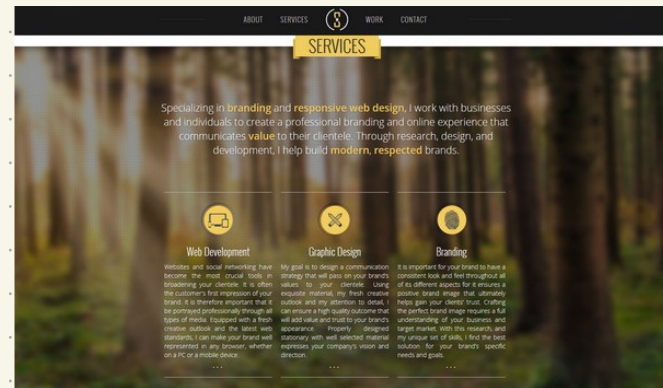 ABOUT SERVICES S WORK CONTACT
SERVICES
Specializing in branding and responsive web design, I work with businesses
and individuals to create a professional branding and online experience that
communicates value to their clientele. Through research, design, and
development, I help build modern, respected brands.
Web Development
Websites and social networking have
become the most crucial tools in
broadening your clientele. It is often
the customer's first impression of your
brand. It is therefore important that it
be portrayed professionally through all
types of media. Equipped with a fresh
creative outlook and the latest web
standards, I can make your brand well
represented in any browser, whether
on a PC or a mobile device.
Graphic Design
My goal is to design a communication
strategy that will pass on your brand's
values to your clientele. Using
exquisite material, my fresh creative
outlook and my attention to detail, I
can ensure a high quality outcome that
will add value and trust to your brand's
appearance. Properly designed
stationary with well selected material
expresses your company's vision and
direction.
Branding
It is important for your brand to have a
consistent look and feel throughout all
of its different aspects for it ensures a
positive brand image that ultimately
helps gain your clients' trust. Crafting
the perfect brand image requires a full
understanding of your business and
target market. With this research, and
my unique set of skills, I find the best
solution for your brand's specific
needs and goals.